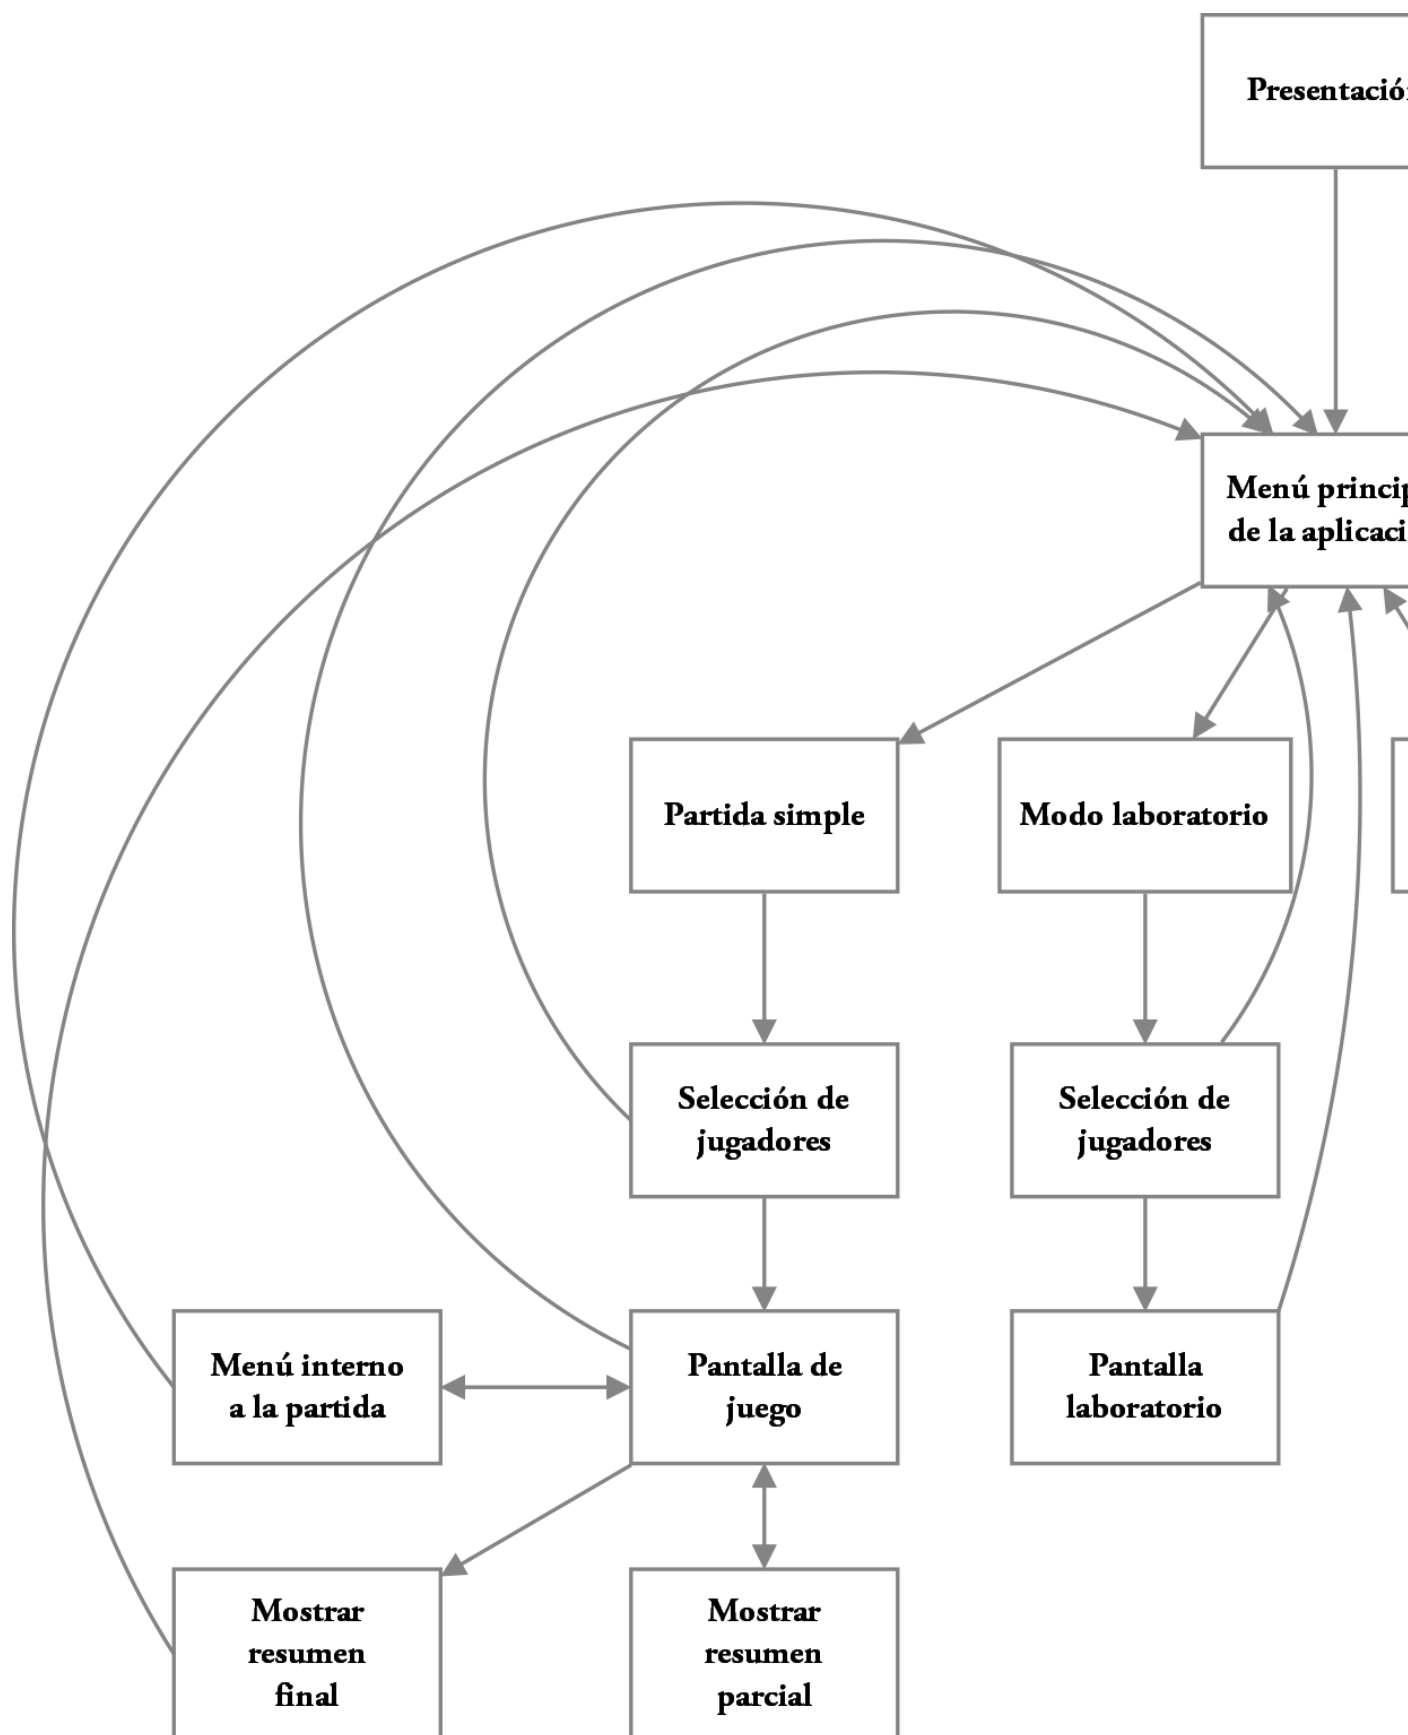 Presentació
Menú princip
de la aplicaci
Partida simple
Modo laboratorio
Selección de
jugadores
Selección de
jugadores
Menú interno
a la partida
Pantalla de
juego
Pantalla
laboratorio
Mostrar
resumen
final
Mostrar
resumen
parcial